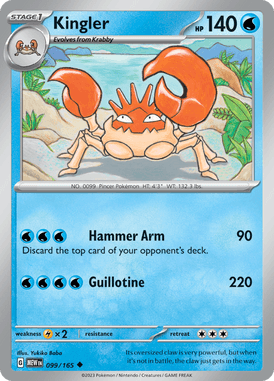 STAGE 1
Kingler
HP 140
Evolves from Krabby
NO. 0099 Pincer Pokémon HT: 4'3" WT: 132.3 lbs.
Hammer Arm 90
Discard the top card of your opponent's deck.
Guillotine 220
weakness ×2 resistance retreat
Illus. Yukiko Baba
MEW EN 099/165
Its oversized claw is very powerful, but when
it's not in battle, the claw just gets in the way.
©2023 Pokémon / Nintendo / Creatures / GAME FREAK